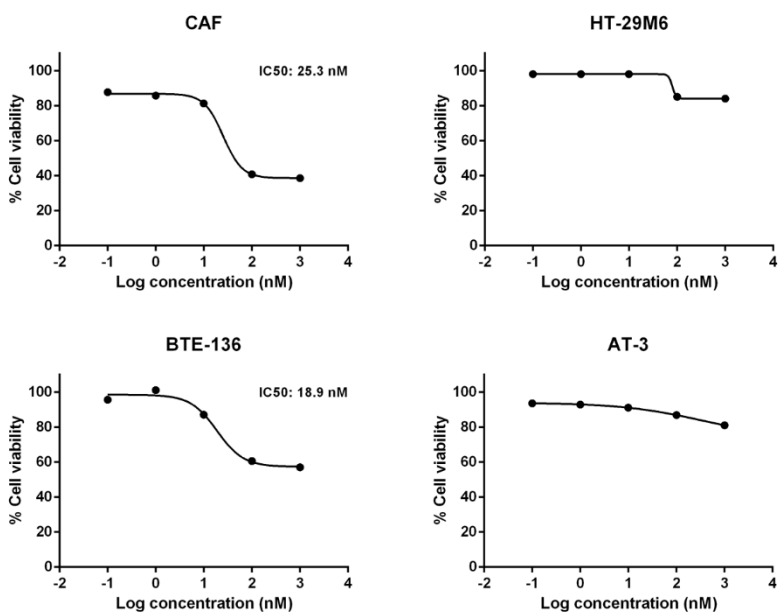 CAF
IC50: 25.3 nM
% Cell viability
100
80
60
40
20
0
-2 -1 0 1 2 3 4
Log concentration (nM)
HT-29M6
% Cell viability
100
80
60
40
20
0
-2 -1 0 1 2 3 4
Log concentration (nM)
BTE-136
IC50: 18.9 nM
% Cell viability
100
80
60
40
20
0
-2 -1 0 1 2 3 4
Log concentration (nM)
AT-3
% Cell viability
100
80
60
40
20
0
-2 -1 0 1 2 3 4
Log concentration (nM)